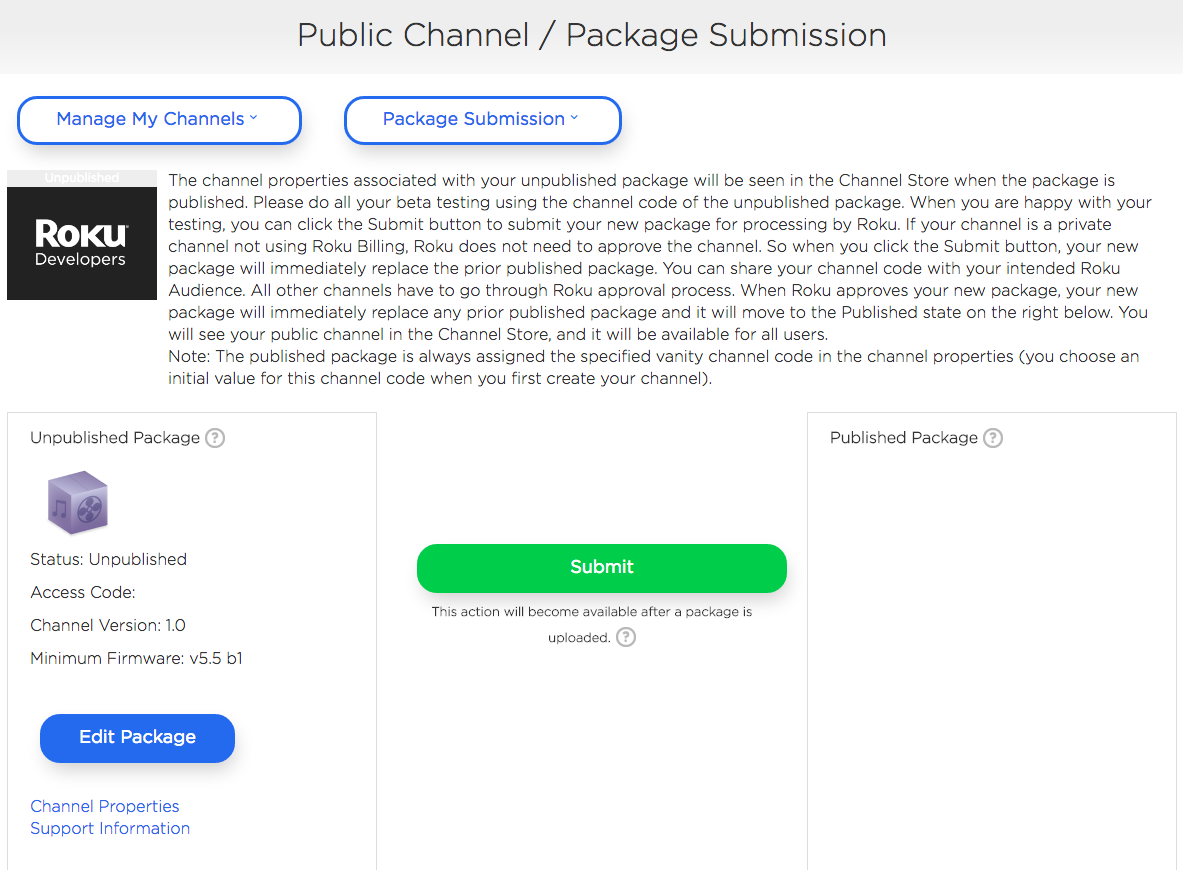 Public Channel / Package Submission
Manage My Channels
Package Submission
Unpublished
ROKU
Developers
The channel properties associated with your unpublished package will be seen in the Channel Store when the package is
published. Please do all your beta testing using the channel code of the unpublished package. When you are happy with your
testing, you can click the Submit button to submit your new package for processing by Roku. If your channel is a private
channel not using Roku Billing, Roku does not need to approve the channel. So when you click the Submit button, your new
package will immediately replace the prior published package. You can share your channel code with your intended Roku
Audience. All other channels have to go through Roku approval process. When Roku approves your new package, your new
package will immediately replace any prior published package and it will move to the Published state on the right below. You
will see your public channel in the Channel Store, and it will be available for all users.
Note: The published package is always assigned the specified vanity channel code in the channel properties (you choose an
initial value for this channel code when you first create your channel).
Unpublished Package ?
Status: Unpublished
Access Code:
Channel Version: 1.0
Minimum Firmware: v5.5 b1
Edit Package
Channel Properties
Support Information
Submit
This action will become available after a package is
uploaded. ?
Published Package ?